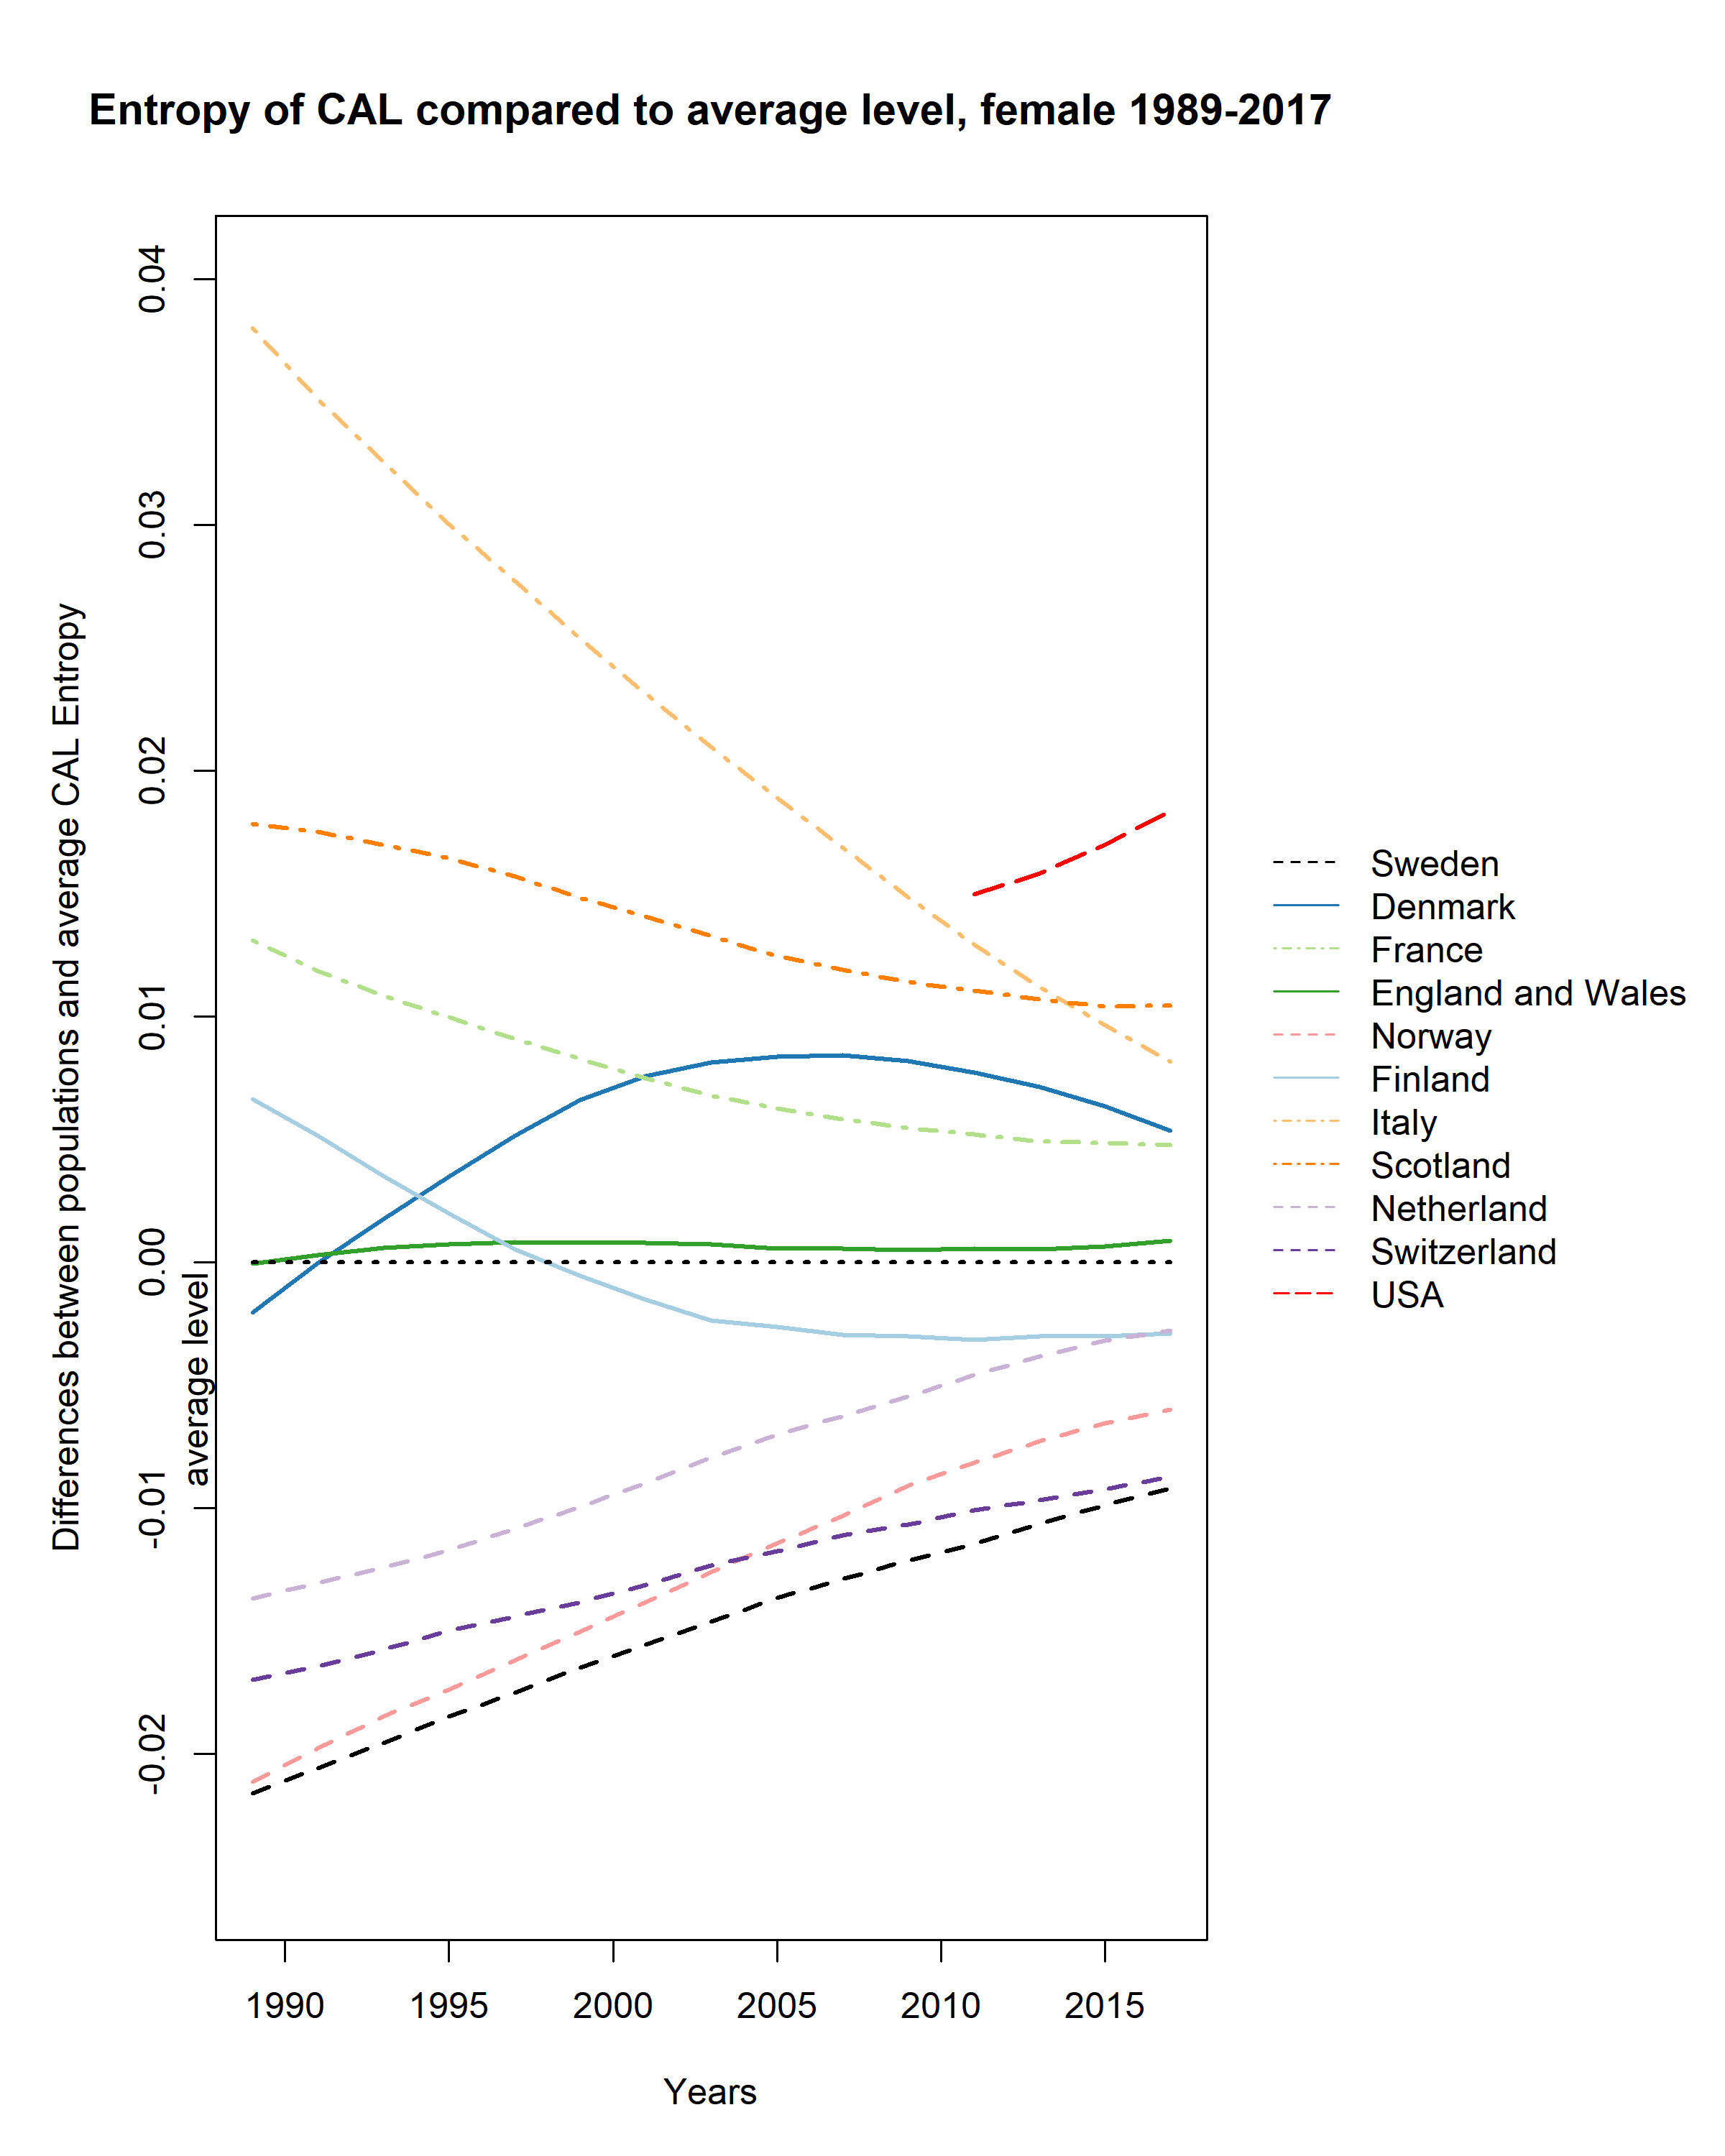 Entropy of CAL compared to average level, female 1989-2017
Differences between populations and average CAL Entropy
0.04
0.03
0.02
0.01
0.00
-0.01
-0.02
average level
1990 1995 2000 2005 2010 2015
Years
Sweden
Denmark
France
England and Wales
Norway
Finland
Italy
Scotland
Netherland
Switzerland
USA